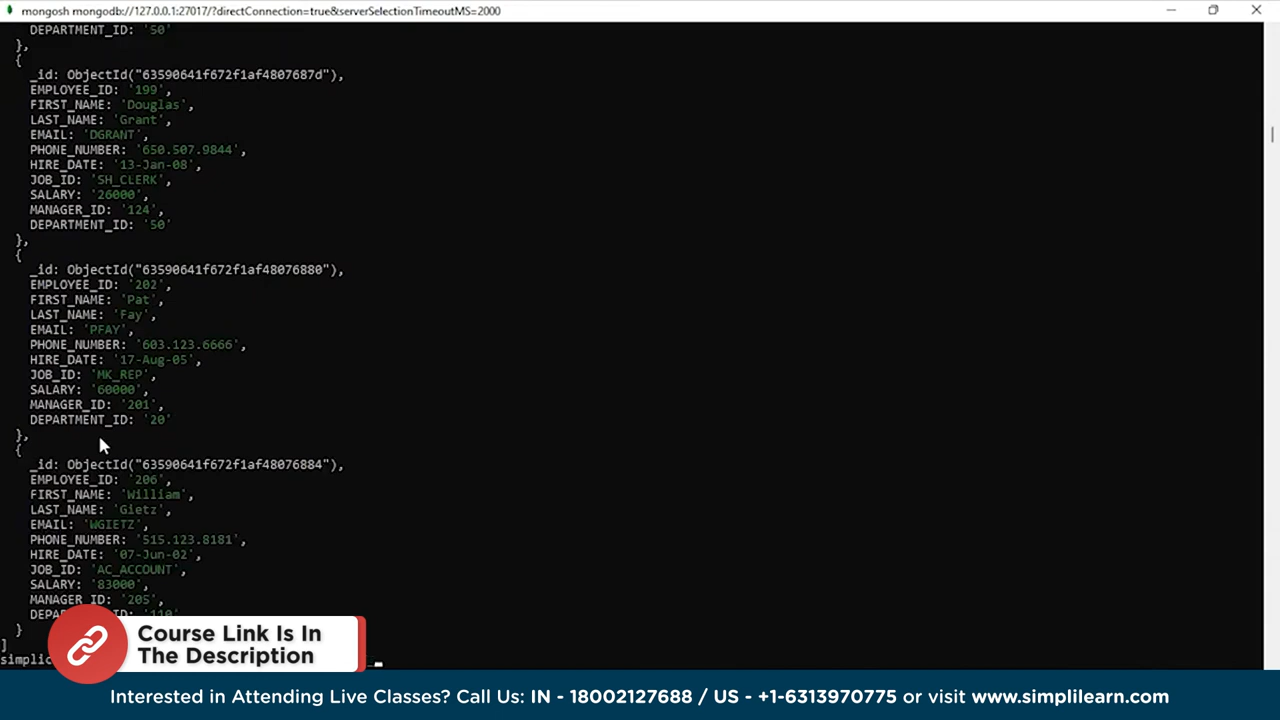 mongosh mongodb://127.0.0.1:27017/?directConnection=true&serverSelectionTimeoutMS=2000
DEPARTMENT_ID: '50'
},
{
_id: ObjectId("63590641f672f1af4807687d"),
EMPLOYEE_ID: '199',
FIRST_NAME: 'Douglas',
LAST_NAME: 'Grant',
EMAIL: 'DGRANT',
PHONE_NUMBER: '650.507.9844',
HIRE_DATE: '13-Jan-08',
JOB_ID: 'SH_CLERK',
SALARY: '26000',
MANAGER_ID: '124',
DEPARTMENT_ID: '50'
},
{
_id: ObjectId("63590641f672f1af48076880"),
EMPLOYEE_ID: '202',
FIRST_NAME: 'Pat',
LAST_NAME: 'Fay',
EMAIL: 'PFAY',
PHONE_NUMBER: '603.123.6666',
HIRE_DATE: '17-Aug-05',
JOB_ID: 'MK_REP',
SALARY: '60000',
MANAGER_ID: '201',
DEPARTMENT_ID: '20'
},
{
_id: ObjectId("63590641f672f1af48076884"),
EMPLOYEE_ID: '206',
FIRST_NAME: 'William',
LAST_NAME: 'Gietz',
EMAIL: 'WGIETZ',
PHONE_NUMBER: '515.123.8181',
HIRE_DATE: '07-Jun-02',
JOB_ID: 'AC_ACCOUNT',
SALARY: '83000',
MANAGER_ID: '205',
}
]
Course Link Is In
The Description
Interested in Attending Live Classes? Call Us: IN - 18002127688 / US - +1-6313970775 or visit www.simplilearn.com